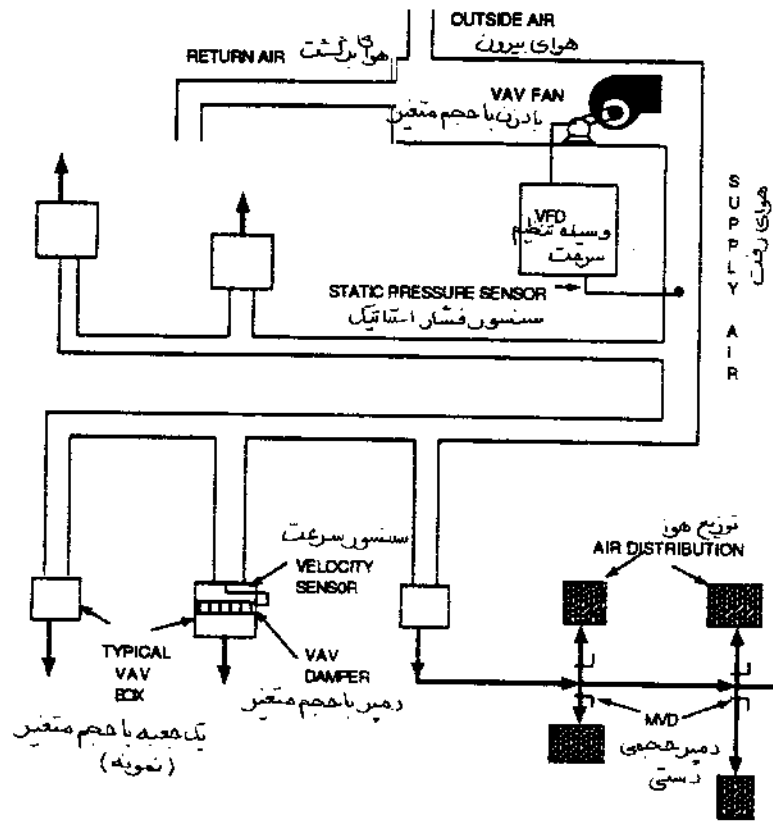 OUTSIDE AIR
هوای بیرون
RETURN AIR هوای برگشت
VAV FAN
بادزن با حجم متغیر
SUPPLY AIR
هوای رفت
VFD
وسیله تنظیم
سرعت
STATIC PRESSURE SENSOR
سنسور فشار استاتیک
سنسور سرعت
VELOCITY
SENSOR
توزیع هوا
AIR DISTRIBUTION
TYPICAL
VAV
BOX
یک جعبه با حجم متغیر
(نمونه)
VAV
DAMPER
دمپر با حجم متغیر
MVD
دمپر حجمی
دستی